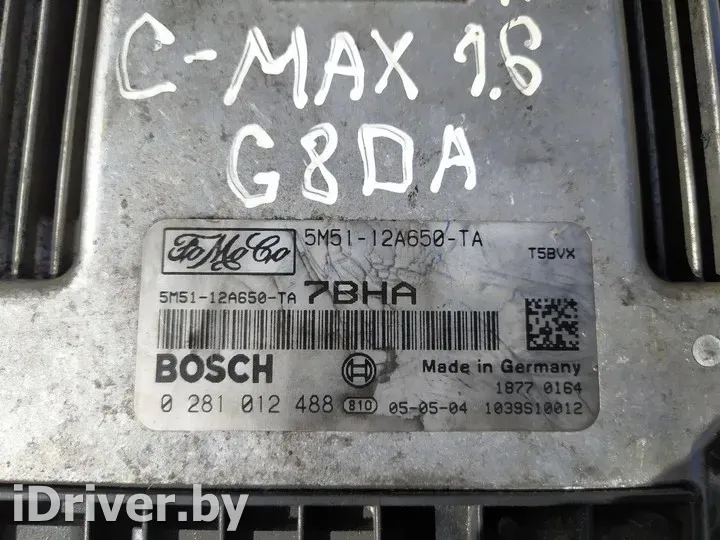 C-MAX 1.6
G8DA
FoMoCo
5M51-12A650-TA
T5BVX
5M51-12A650-TA 7BHA
BOSCH
Made in Germany
1877 0164
0 281 012 488 810 05-05-04 1039S10012
iDriver.by